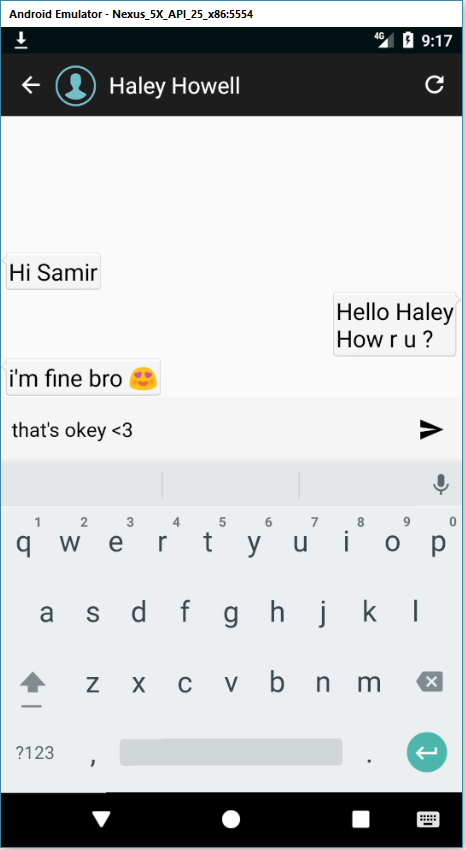 Android Emulator - Nexus_5X_API_25_x86:5554
4G 9:17
Haley Howell
Hi Samir
Hello Haley
How r u ?
i'm fine bro 😍
that's okey <3
1 2 3 4 5 6 7 8 9 0
q w e r t y u i o p
a s d f g h j k l
z x c v b n m
?123 , .